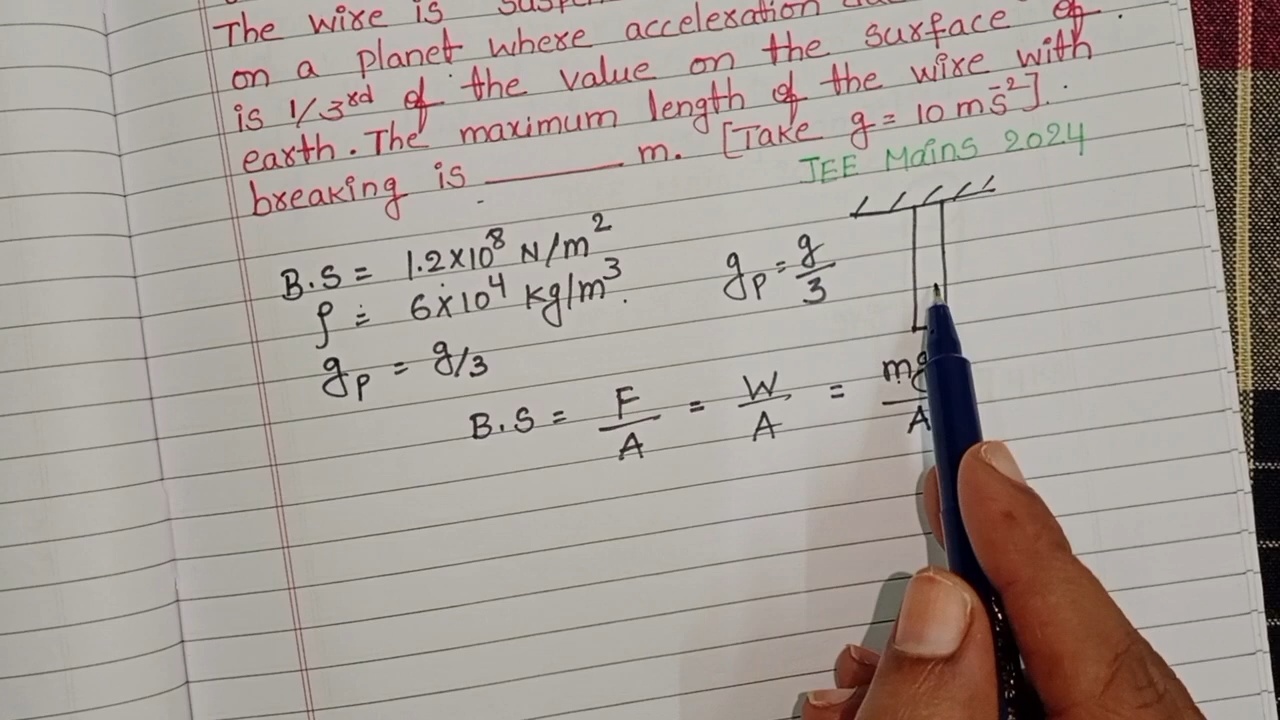 The wire is
on a planet where acceleration
is 1/3rd of the value on the surface of
earth. The maximum length of the wire with
breaking is ______ m. [Take g = 10 ms⁻²].
JEE Mains 2024
B.S = 1.2×10⁸ N/m²
ρ = 6×10⁴ kg/m³.
g_p = g/3
g_p = g/3
B.S = F/A = W/A = mg/A